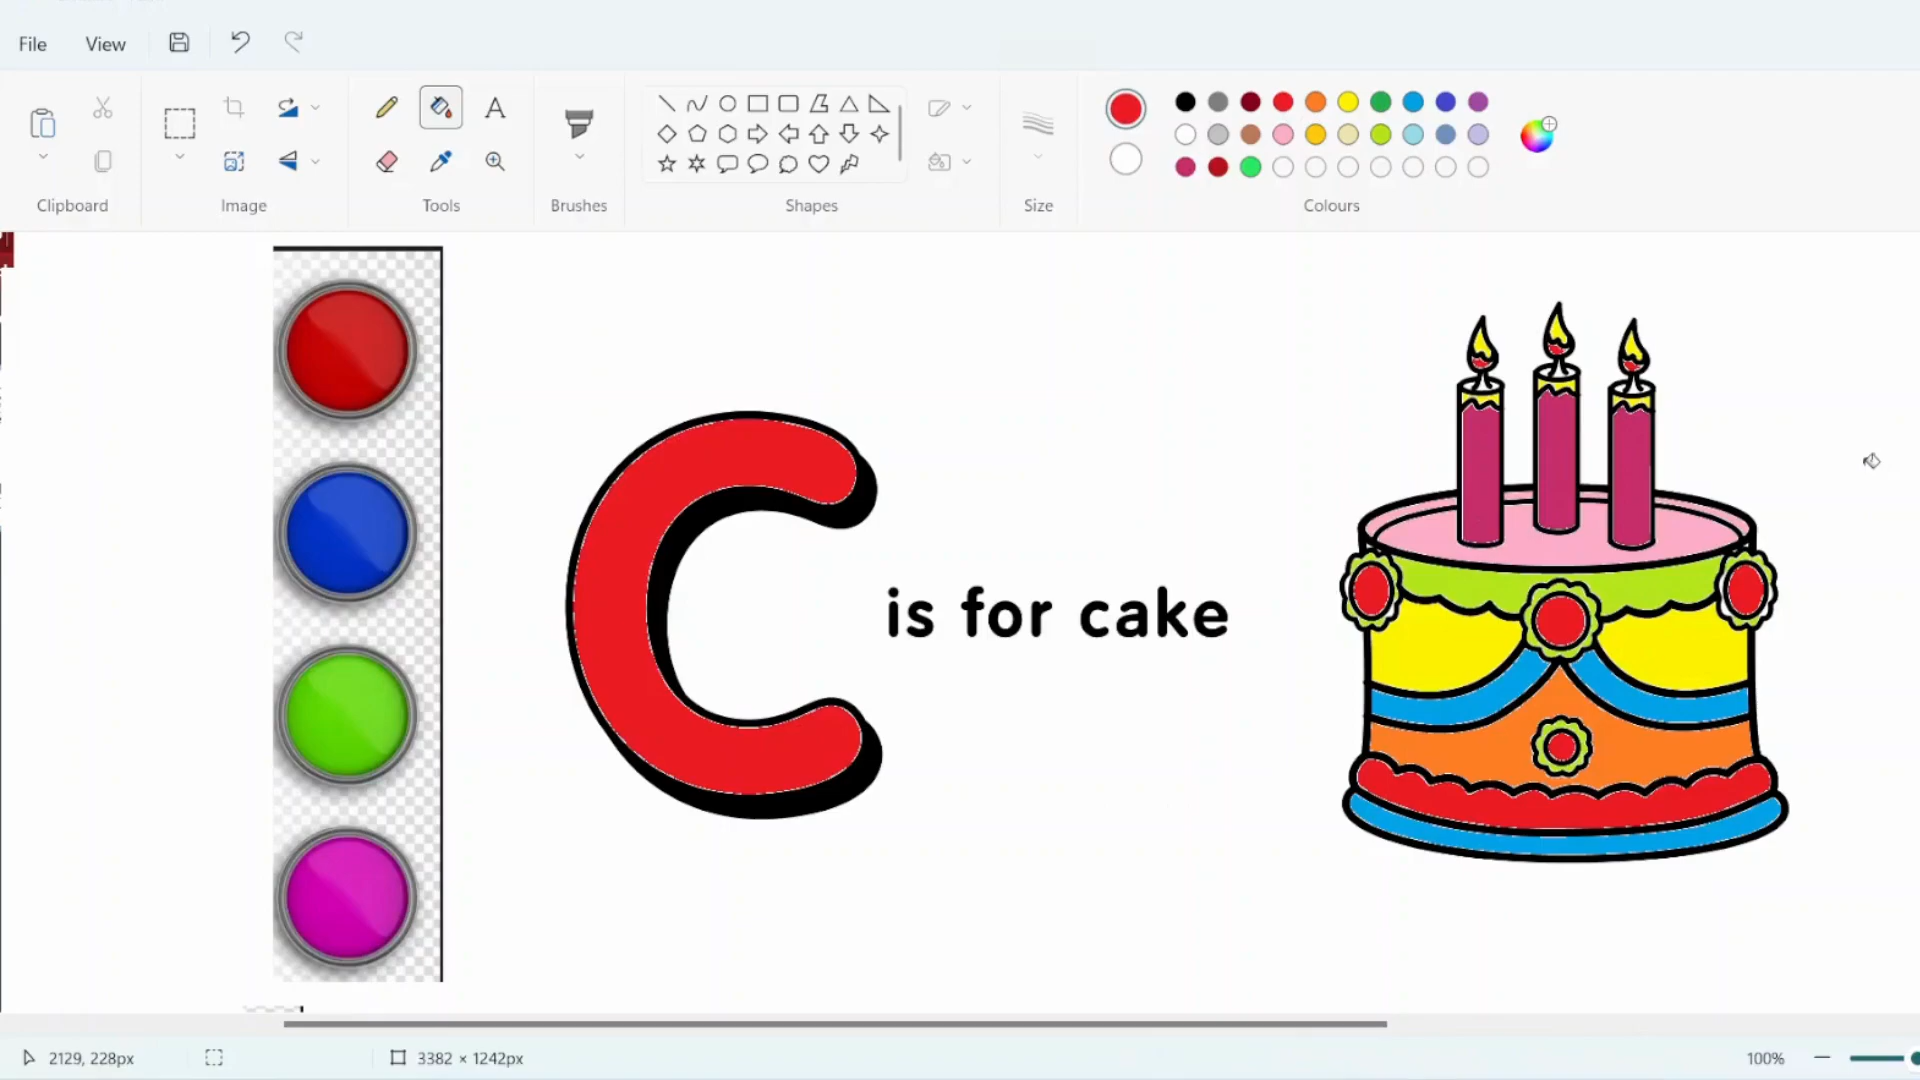 File View
Clipboard Image Tools Brushes Shapes Size Colours
C is for cake
2129, 228px 3382 × 1242px 100%